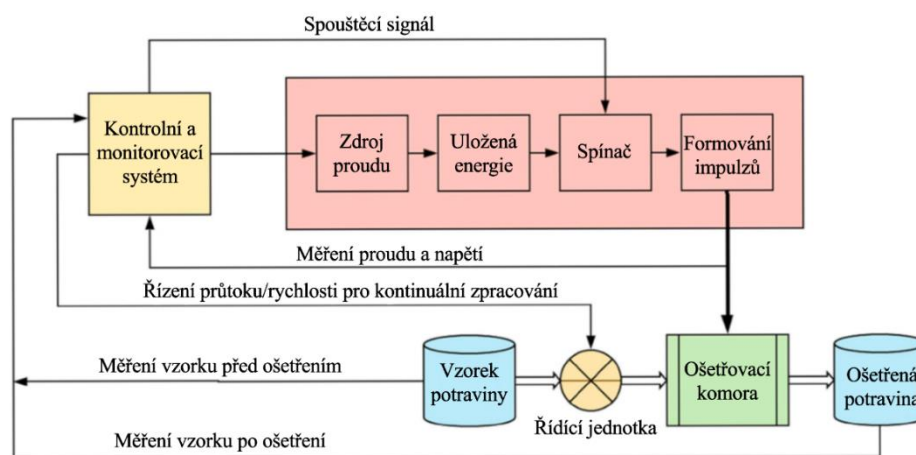 Spouštěcí signál
Kontrolní a
monitorovací
systém
Zdroj
proudu
Uložená
energie
Spínač
Formování
impulzů
Měření proudu a napětí
Řízení průtoku/rychlosti pro kontinuální zpracování
Měření vzorku před ošetřením
Vzorek
potraviny
Řídící jednotka
Ošetřovací
komora
Ošetřená
potravina
Měření vzorku po ošetření